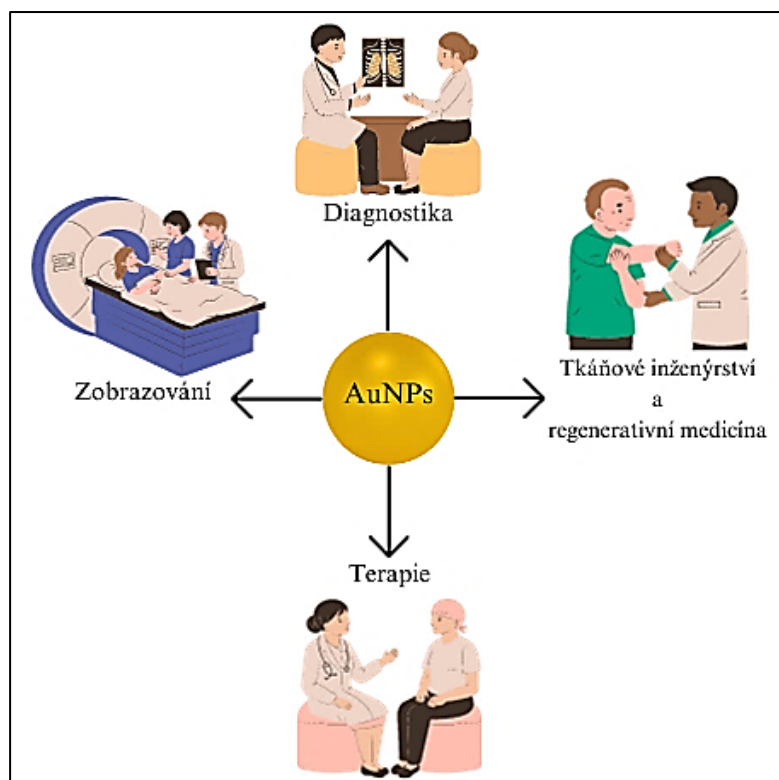 Diagnostika
Zobrazování
AuNPs
Tkáňové inženýrství
a
regenerativní medicína
Terapie